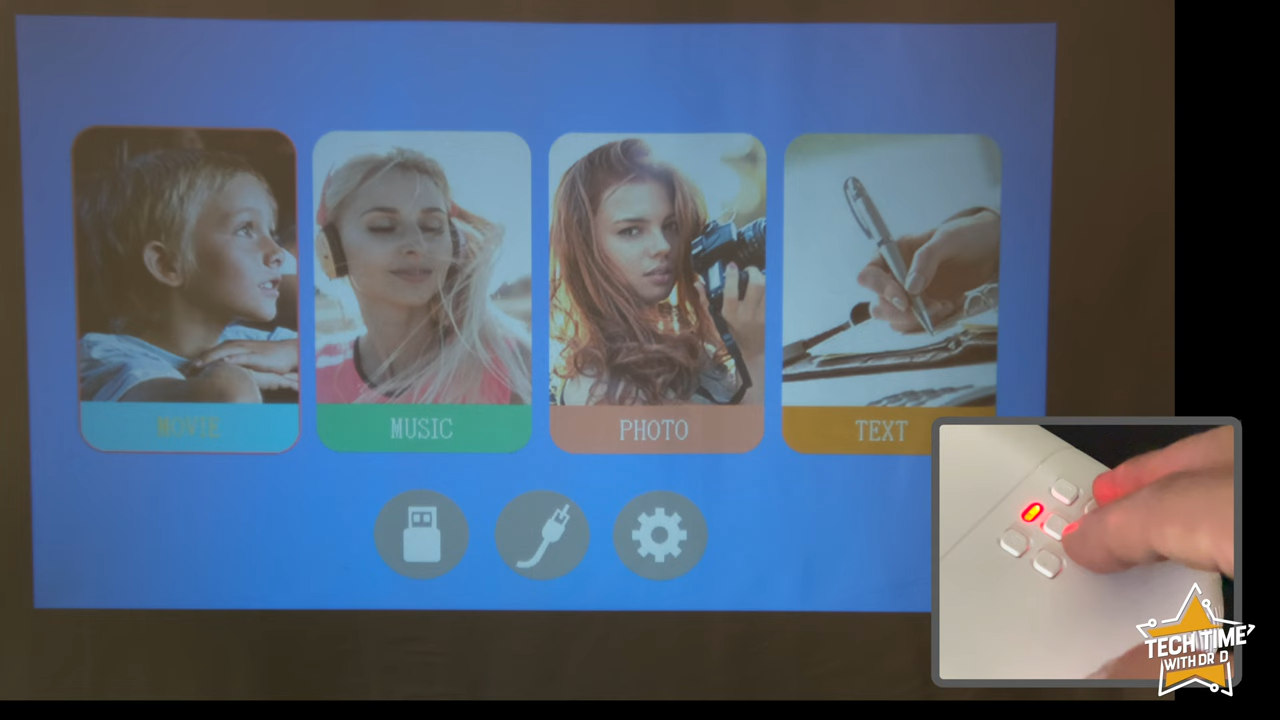 MOVIE
MUSIC
PHOTO
TEXT
TECH TIME
WITH DR D